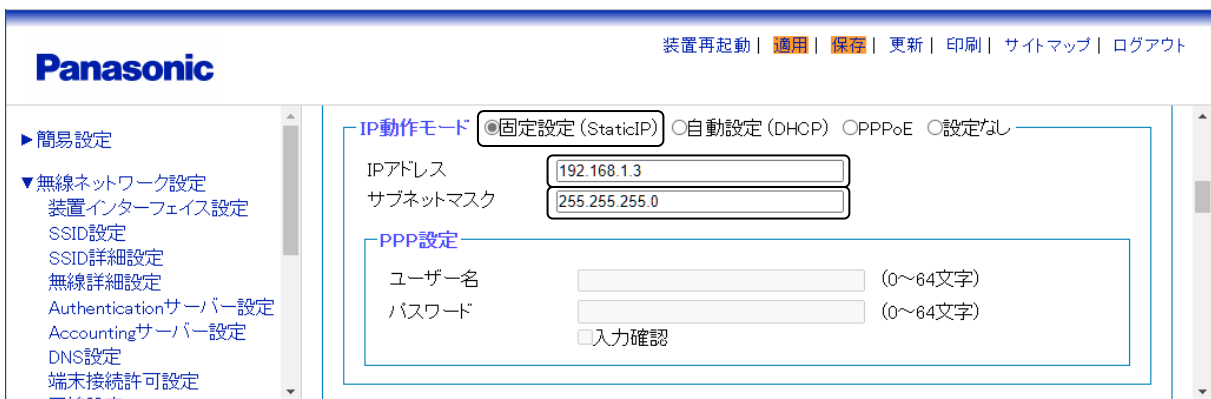 装置再起動| 適用| 保存| 更新| 印刷| サイトマップ| ログアウト
Panasonic
▶簡易設定
▼無線ネットワーク設定
装置インターフェイス設定
SSID設定
SSID詳細設定
無線詳細設定
Authenticationサーバー設定
Accountingサーバー設定
DNS設定
端末接続許可設定
IP動作モード ◉固定設定(StaticIP) ○自動設定(DHCP) ○PPPoE ○設定なし
IPアドレス 192.168.1.3
サブネットマスク 255.255.255.0
PPP設定
ユーザー名 (0～64文字)
パスワード (0～64文字)
□入力確認